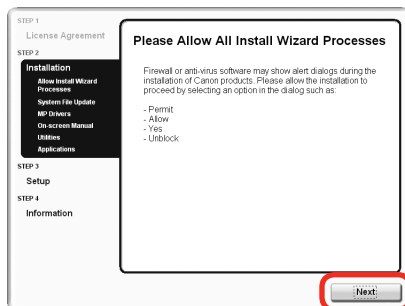 STEP 1
License Agreement
STEP 2
Installation
Allow Install Wizard
Processes
System File Update
MP Drivers
On-screen Manual
Utilities
Applications
STEP 3
Setup
STEP 4
Information
Please Allow All Install Wizard Processes
Firewall or anti-virus software may show alert dialogs during the
installation of Canon products. Please allow the installation to
proceed by selecting an option in the dialog such as:
- Permit
- Allow
- Yes
- Unblock
Next